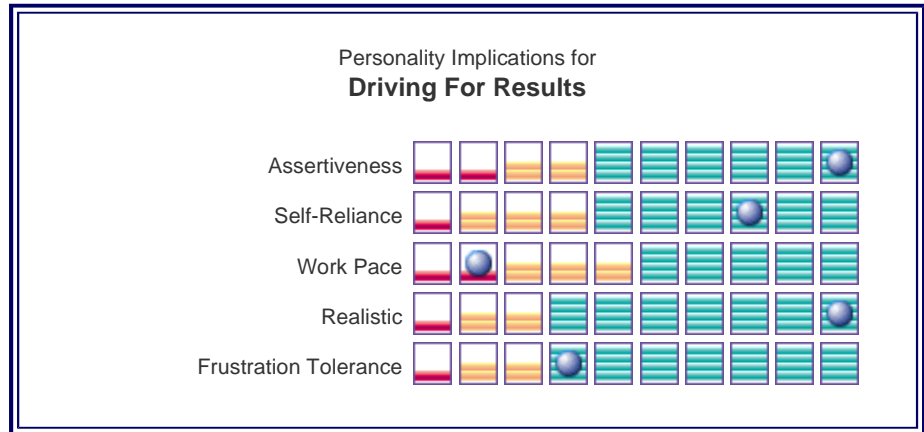 Personality Implications for
Driving For Results
Assertiveness
Self-Reliance
Work Pace
Realistic
Frustration Tolerance